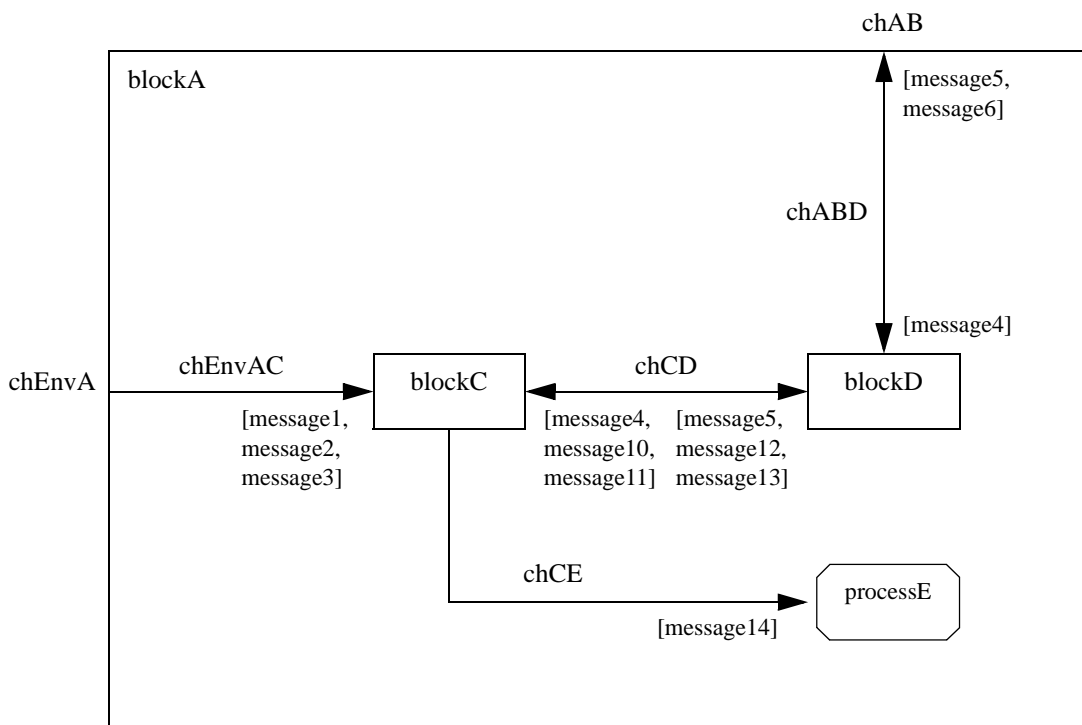 chAB
blockA
[message5,
message6]
chABD
[message4]
chEnvA
chEnvAC
blockC
chCD
blockD
[message1,
message2,
message3]
[message4,
message10,
message11]
[message5,
message12,
message13]
chCE
processE
[message14]